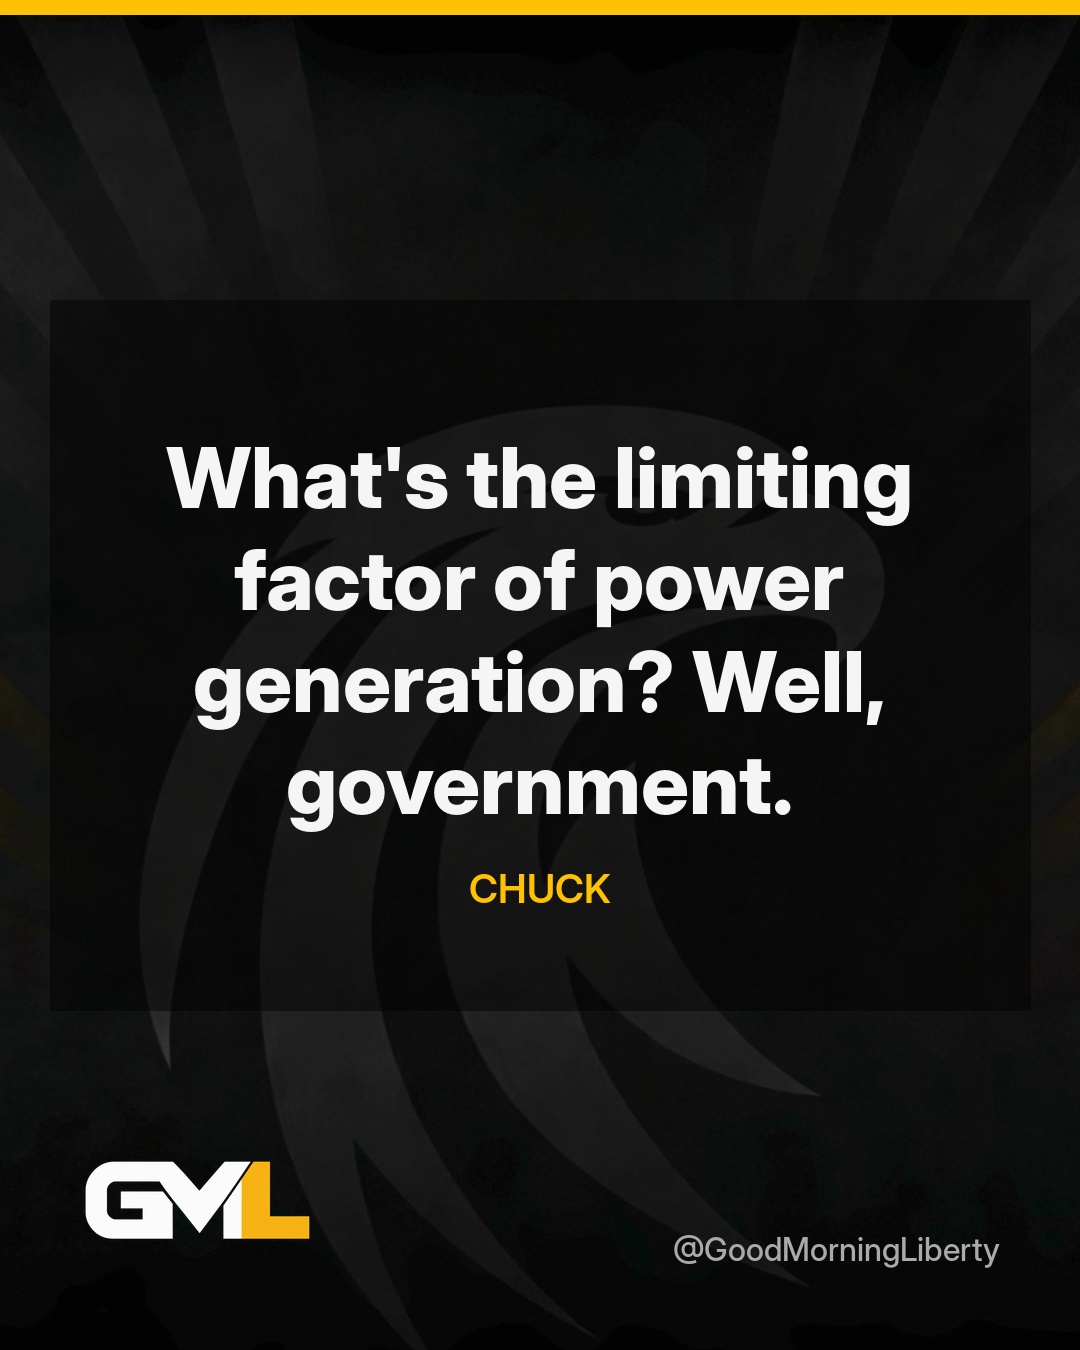 What's the limiting
factor of power
generation? Well,
government.
CHUCK
GML
@GoodMorningLiberty